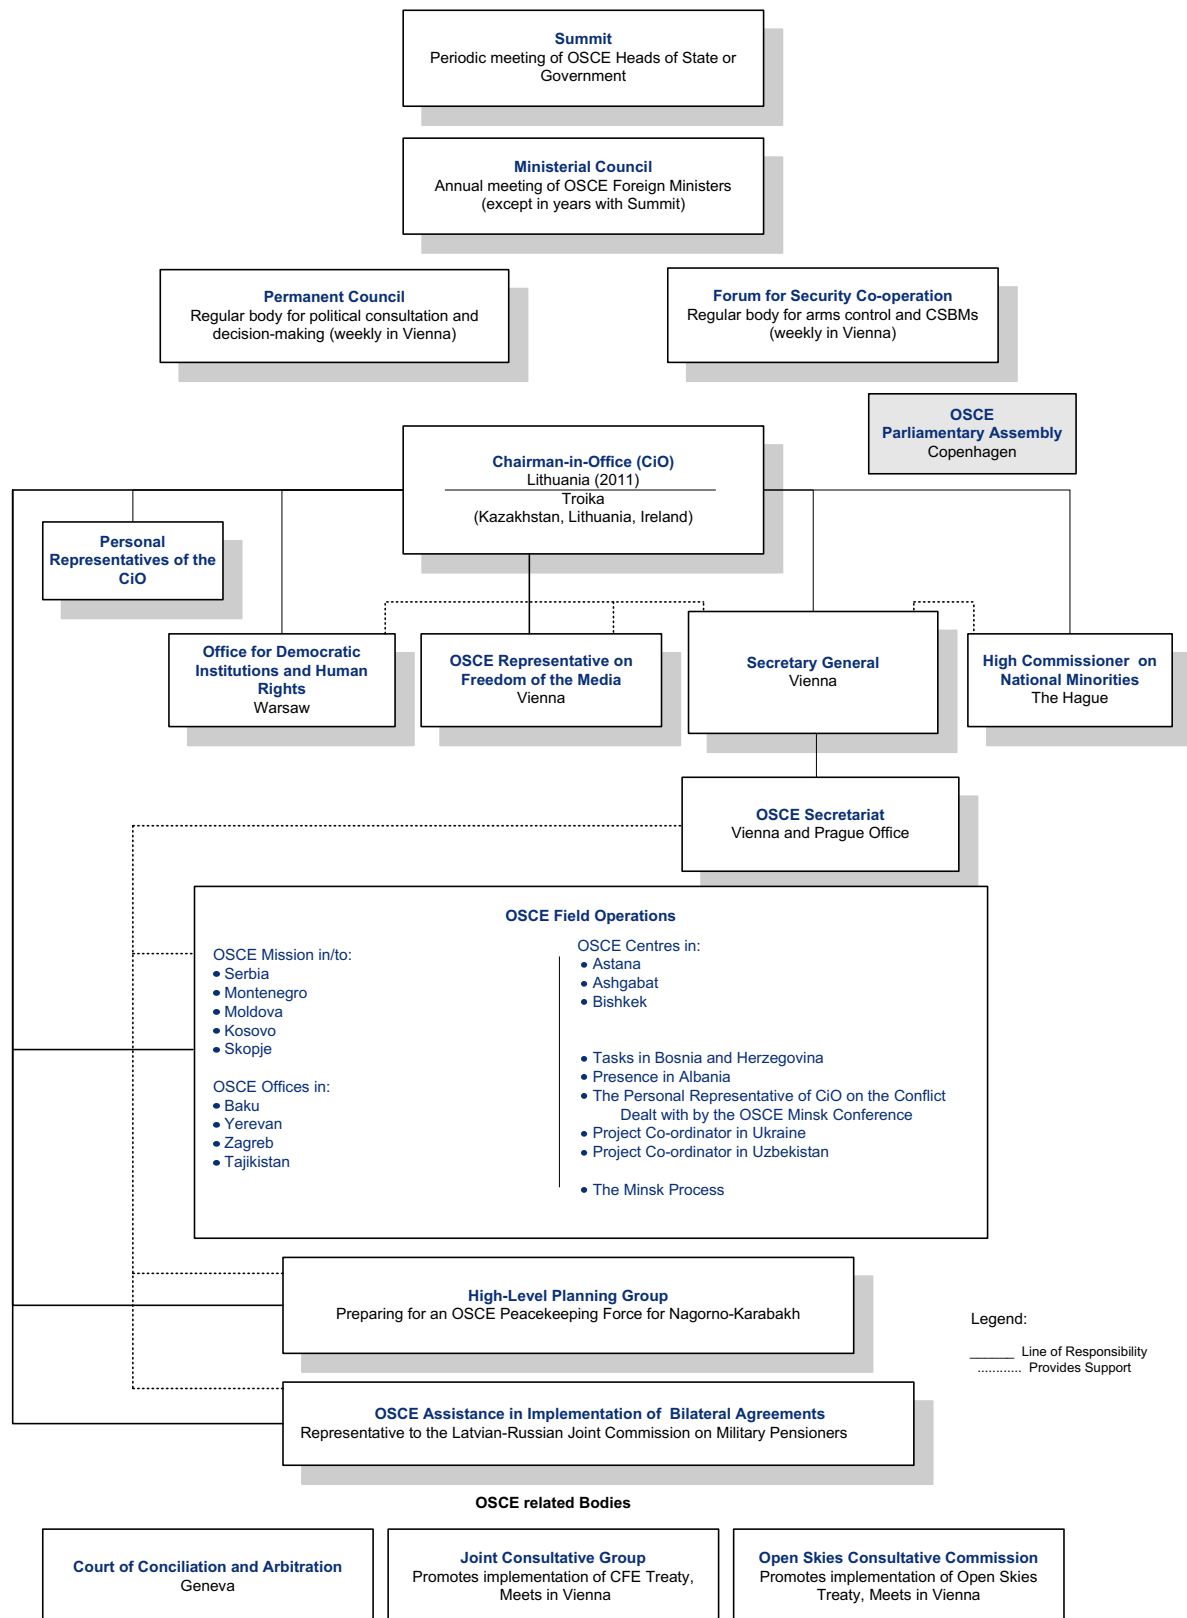 Summit
Periodic meeting of OSCE Heads of State or
Government
Ministerial Council
Annual meeting of OSCE Foreign Ministers
(except in years with Summit)
Permanent Council
Regular body for political consultation and
decision-making (weekly in Vienna)
Forum for Security Co-operation
Regular body for arms control and CSBMs
(weekly in Vienna)
OSCE
Parliamentary Assembly
Copenhagen
Chairman-in-Office (CiO)
Lithuania (2011)
Troika
(Kazakhstan, Lithuania, Ireland)
Personal
Representatives of the
CiO
Office for Democratic
Institutions and Human
Rights
Warsaw
OSCE Representative on
Freedom of the Media
Vienna
Secretary General
Vienna
High Commissioner on
National Minorities
The Hague
OSCE Secretariat
Vienna and Prague Office
OSCE Field Operations
OSCE Mission in/to:
• Serbia
• Montenegro
• Moldova
• Kosovo
• Skopje
OSCE Offices in:
• Baku
• Yerevan
• Zagreb
• Tajikistan
OSCE Centres in:
• Astana
• Ashgabat
• Bishkek
• Tasks in Bosnia and Herzegovina
• Presence in Albania
• The Personal Representative of CiO on the Conflict
Dealt with by the OSCE Minsk Conference
• Project Co-ordinator in Ukraine
• Project Co-ordinator in Uzbekistan
• The Minsk Process
High-Level Planning Group
Preparing for an OSCE Peacekeeping Force for Nagorno-Karabakh
Legend:
______ Line of Responsibility
............ Provides Support
OSCE Assistance in Implementation of Bilateral Agreements
Representative to the Latvian-Russian Joint Commission on Military Pensioners
OSCE related Bodies
Court of Conciliation and Arbitration
Geneva
Joint Consultative Group
Promotes implementation of CFE Treaty,
Meets in Vienna
Open Skies Consultative Commission
Promotes implementation of Open Skies
Treaty, Meets in Vienna